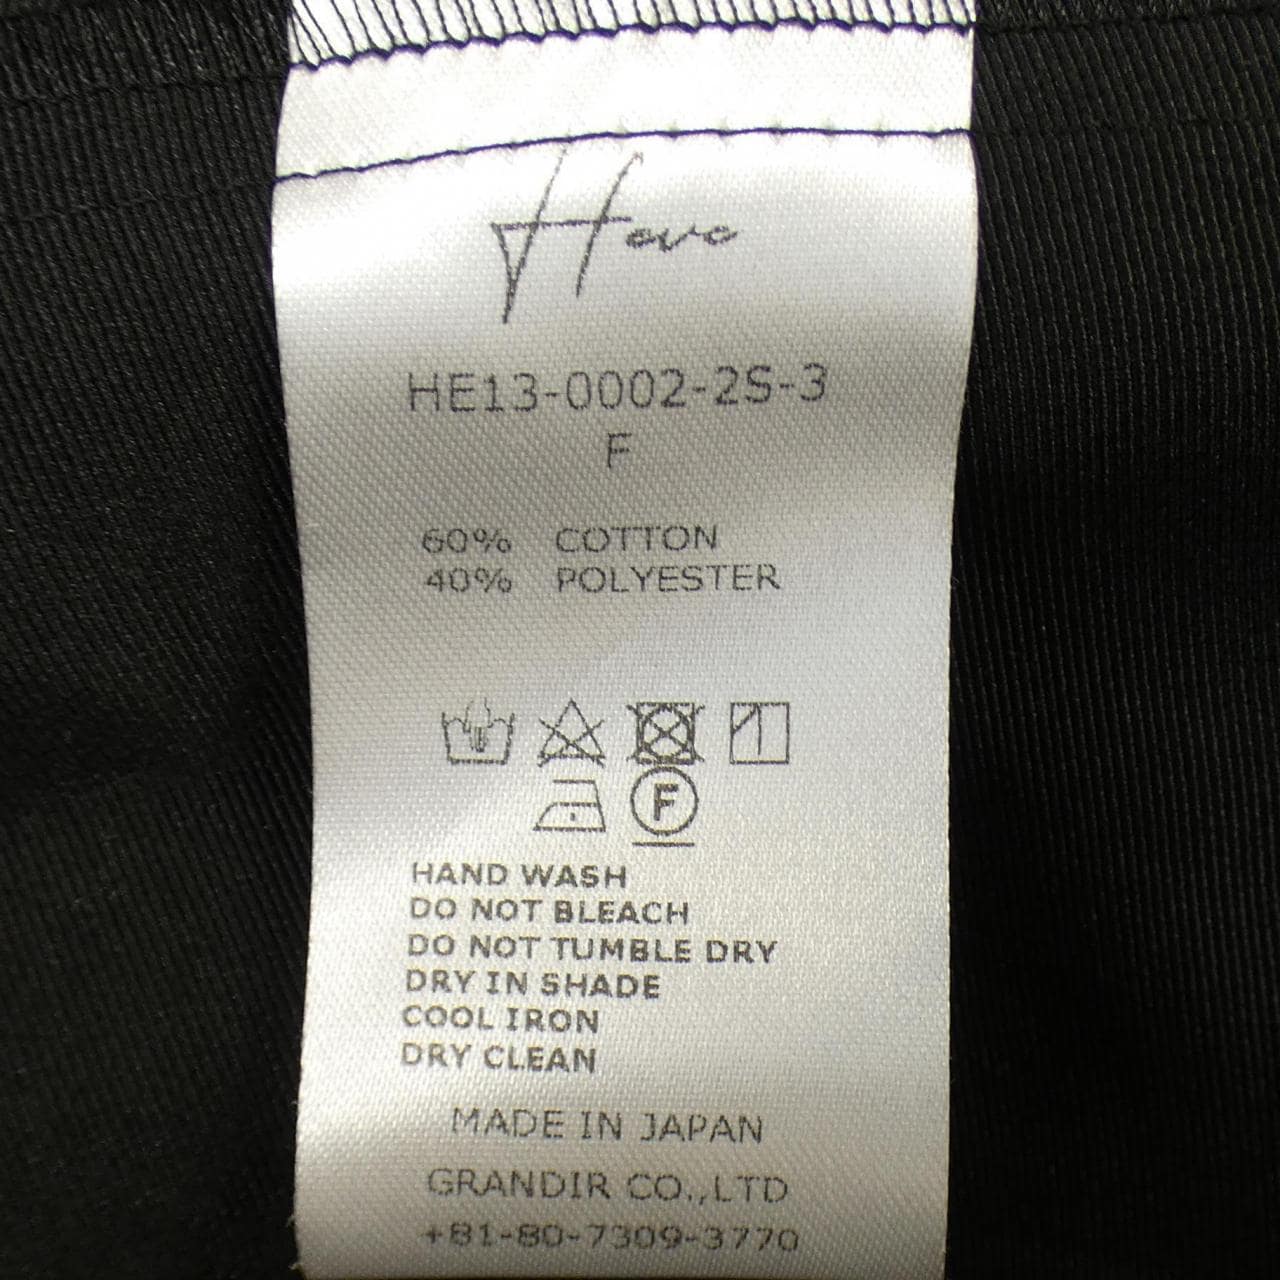 Heve
HE13-0002-2S-3
F
60% COTTON
40% POLYESTER
F
HAND WASH
DO NOT BLEACH
DO NOT TUMBLE DRY
DRY IN SHADE
COOL IRON
DRY CLEAN
MADE IN JAPAN
GRANDIR CO.,LTD
+81-80-7309-3770